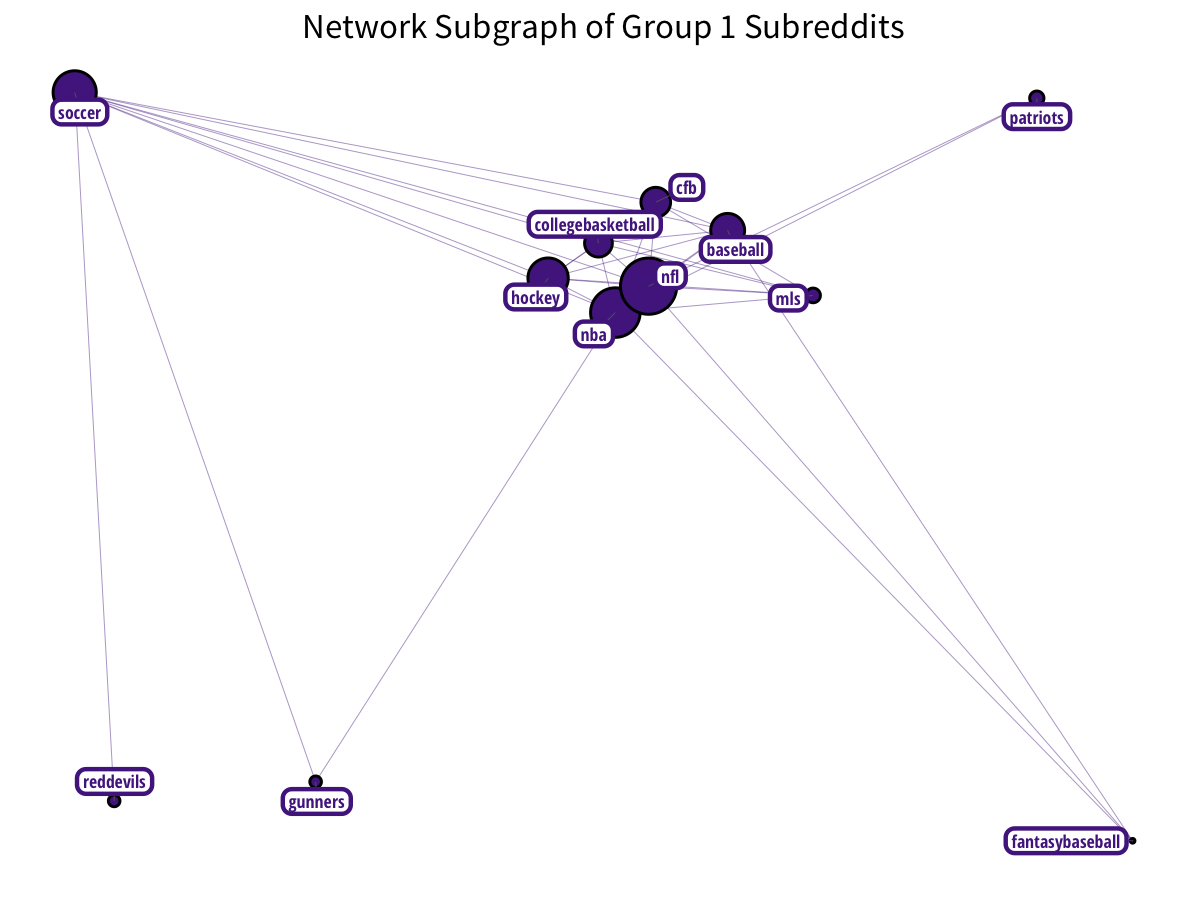 Network Subgraph of Group 1 Subreddits
soccer
patriots
cfb
collegebasketball
baseball
nfl
hockey
mls
nba
reddevils
gunners
fantasybaseball